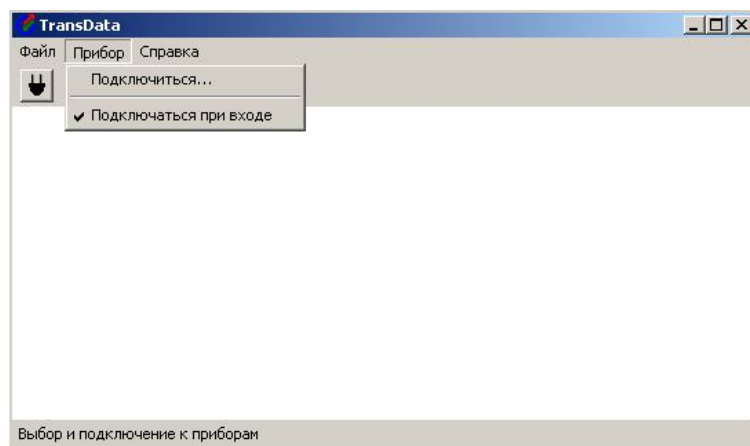 TransData
Файл Прибор Справка
Подключиться...
Подключаться при входе
Выбор и подключение к приборам